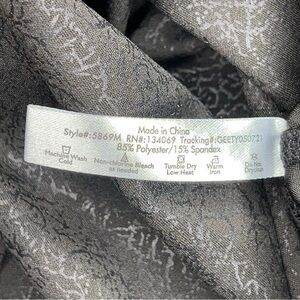 Made in China
Style#:5869M RN#:134069 Tracking#:GEETY050721
85% Polyester/15% Spandex
Machine Wash Cold
Non-chlorine Bleach as needed
Tumble Dry Low Heat
Warm Iron
Do Not Dryclean